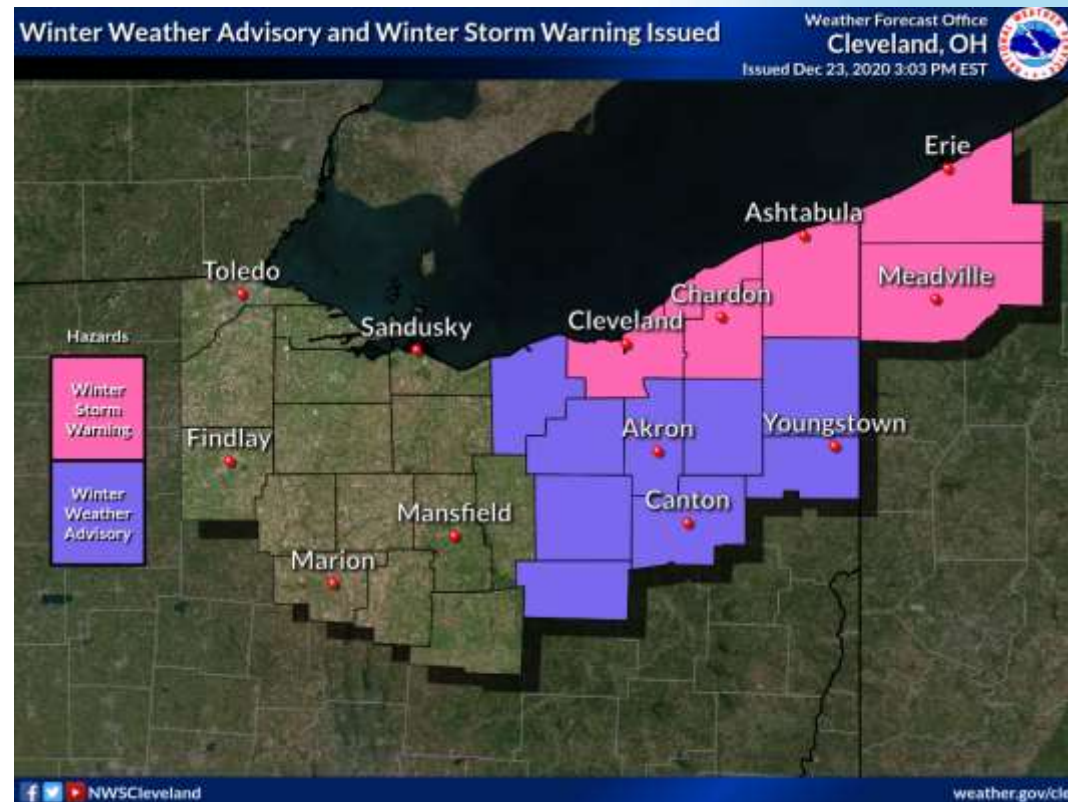 Winter Weather Advisory and Winter Storm Warning Issued
Weather Forecast Office
Cleveland, OH
Issued Dec 23, 2020 3:03 PM EST
Erie
Ashtabula
Meadville
Toledo
Chardon
Cleveland
Sandusky
Hazards
Winter
Storm
Warning
Winter
Weather
Advisory
Findlay
Akron
Youngstown
Canton
Mansfield
Marion
NWSCleveland
weather.gov/cle